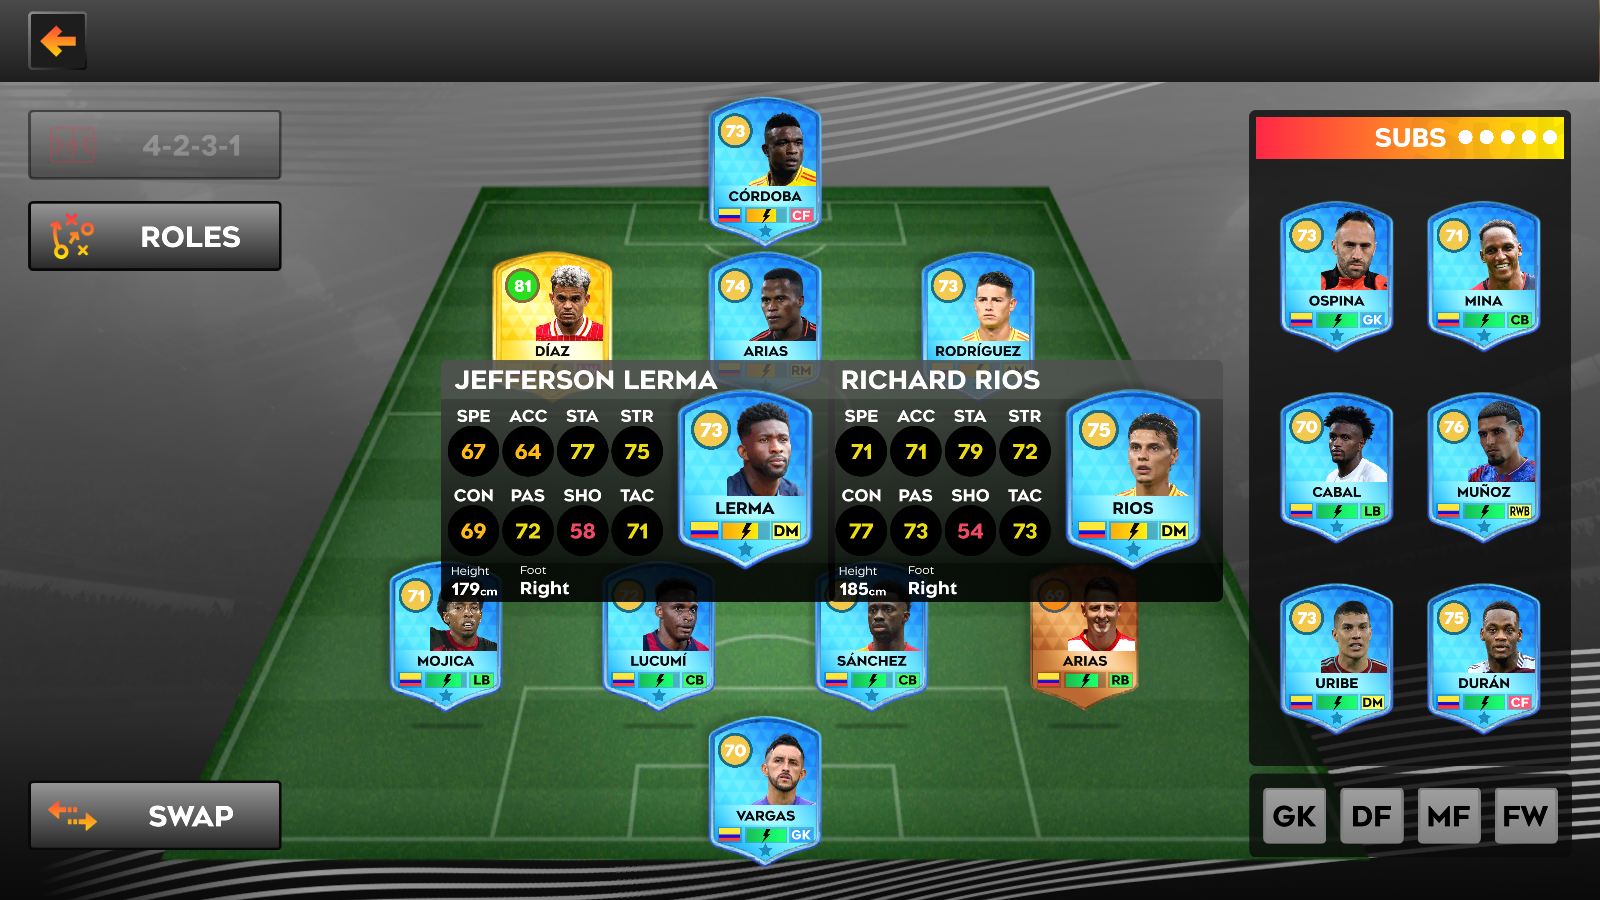 4-2-3-1
ROLES
SWAP
73
CÓRDOBA
CF
81
DÍAZ
74
ARIAS
RM
73
RODRÍGUEZ
JEFFERSON LERMA
SPE ACC STA STR
67 64 77 75
CON PAS SHO TAC
69 72 58 71
Height Foot
179cm Right
73
LERMA
DM
RICHARD RIOS
SPE ACC STA STR
71 71 79 72
CON PAS SHO TAC
77 73 54 73
Height Foot
185cm Right
75
RIOS
DM
71
MOJICA
LB
72
LUCUMÍ
CB
SÁNCHEZ
CB
69
ARIAS
RB
70
VARGAS
GK
SUBS
73
OSPINA
GK
71
MINA
CB
70
CABAL
LB
76
MUÑOZ
RWB
73
URIBE
DM
75
DURÁN
CF
GK DF MF FW